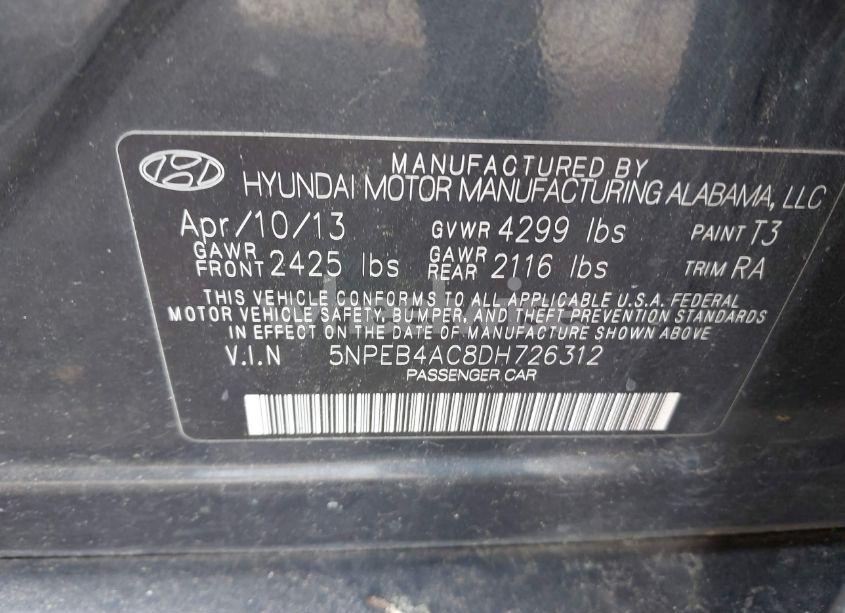 MANUFACTURED BY
HYUNDAI MOTOR MANUFACTURING ALABAMA, LLC
Apr/10/13 GVWR 4299 lbs PAINT T3
GAWR FRONT 2425 lbs GAWR REAR 2116 lbs TRIM RA
THIS VEHICLE CONFORMS TO ALL APPLICABLE U.S.A. FEDERAL
MOTOR VEHICLE SAFETY, BUMPER, AND THEFT PREVENTION STANDARDS
IN EFFECT ON THE DATE OF MANUFACTURE SHOWN ABOVE
V.I.N 5NPEB4AC8DH726312
PASSENGER CAR